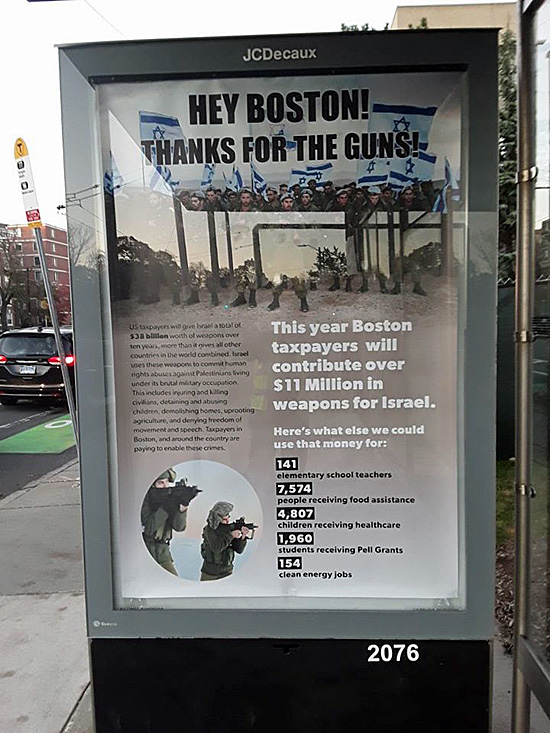 JCDecaux
HEY BOSTON!
THANKS FOR THE GUNS!
US taxpayers will give Israel a total of
$38 billion worth of weapons over
ten years, more than it gives all other
countries in the world combined. Israel
uses these weapons to commit human
rights abuses against Palestinians living
under its brutal military occupation.
This includes injuring and killing
civilians, detaining and abusing
children, demolishing homes, uprooting
agriculture, and denying freedom of
movement and speech. Taxpayers in
Boston, and around the country are
paying to enable these crimes.
This year Boston
taxpayers will
contribute over
$11 Million in
weapons for Israel.
Here's what else we could
use that money for:
141
elementary school teachers
7,574
people receiving food assistance
4,807
children receiving healthcare
1,960
students receiving Pell Grants
154
clean energy jobs
2076